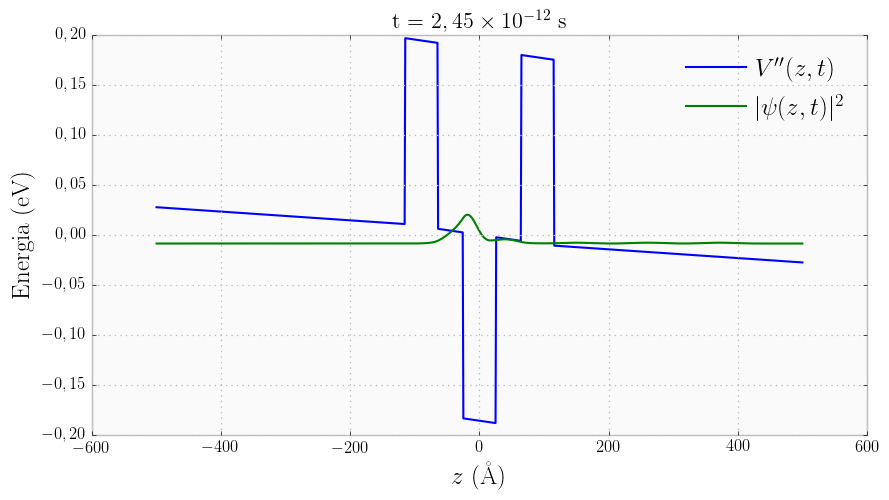 t = 2,45 × 10⁻¹² s
V''(z, t)
|ψ(z, t)|²
Energia (eV)
0,20
0,15
0,10
0,05
0,00
−0,05
−0,10
−0,15
−0,20
−600 −400 −200 0 200 400 600
z (Å)